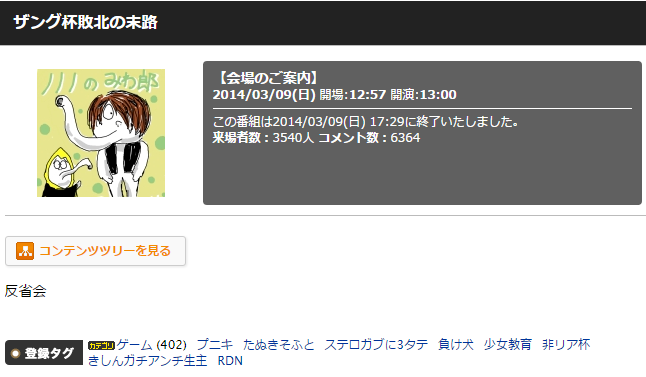 ザング杯敗北の末路
ノノノのみわ郎
【会場のご案内】
2014/03/09(日) 開場:12:57 開演:13:00
この番組は2014/03/09(日) 17:29に終了いたしました。
来場者数：3540人 コメント数：6364
コンテンツツリーを見る
反省会
登録タグ カテゴリ ゲーム (402) プニキ たぬきそふと ステロガブに3タテ 負け犬 少女教育 非リア杯
きしんガチアンチ生主 RDN